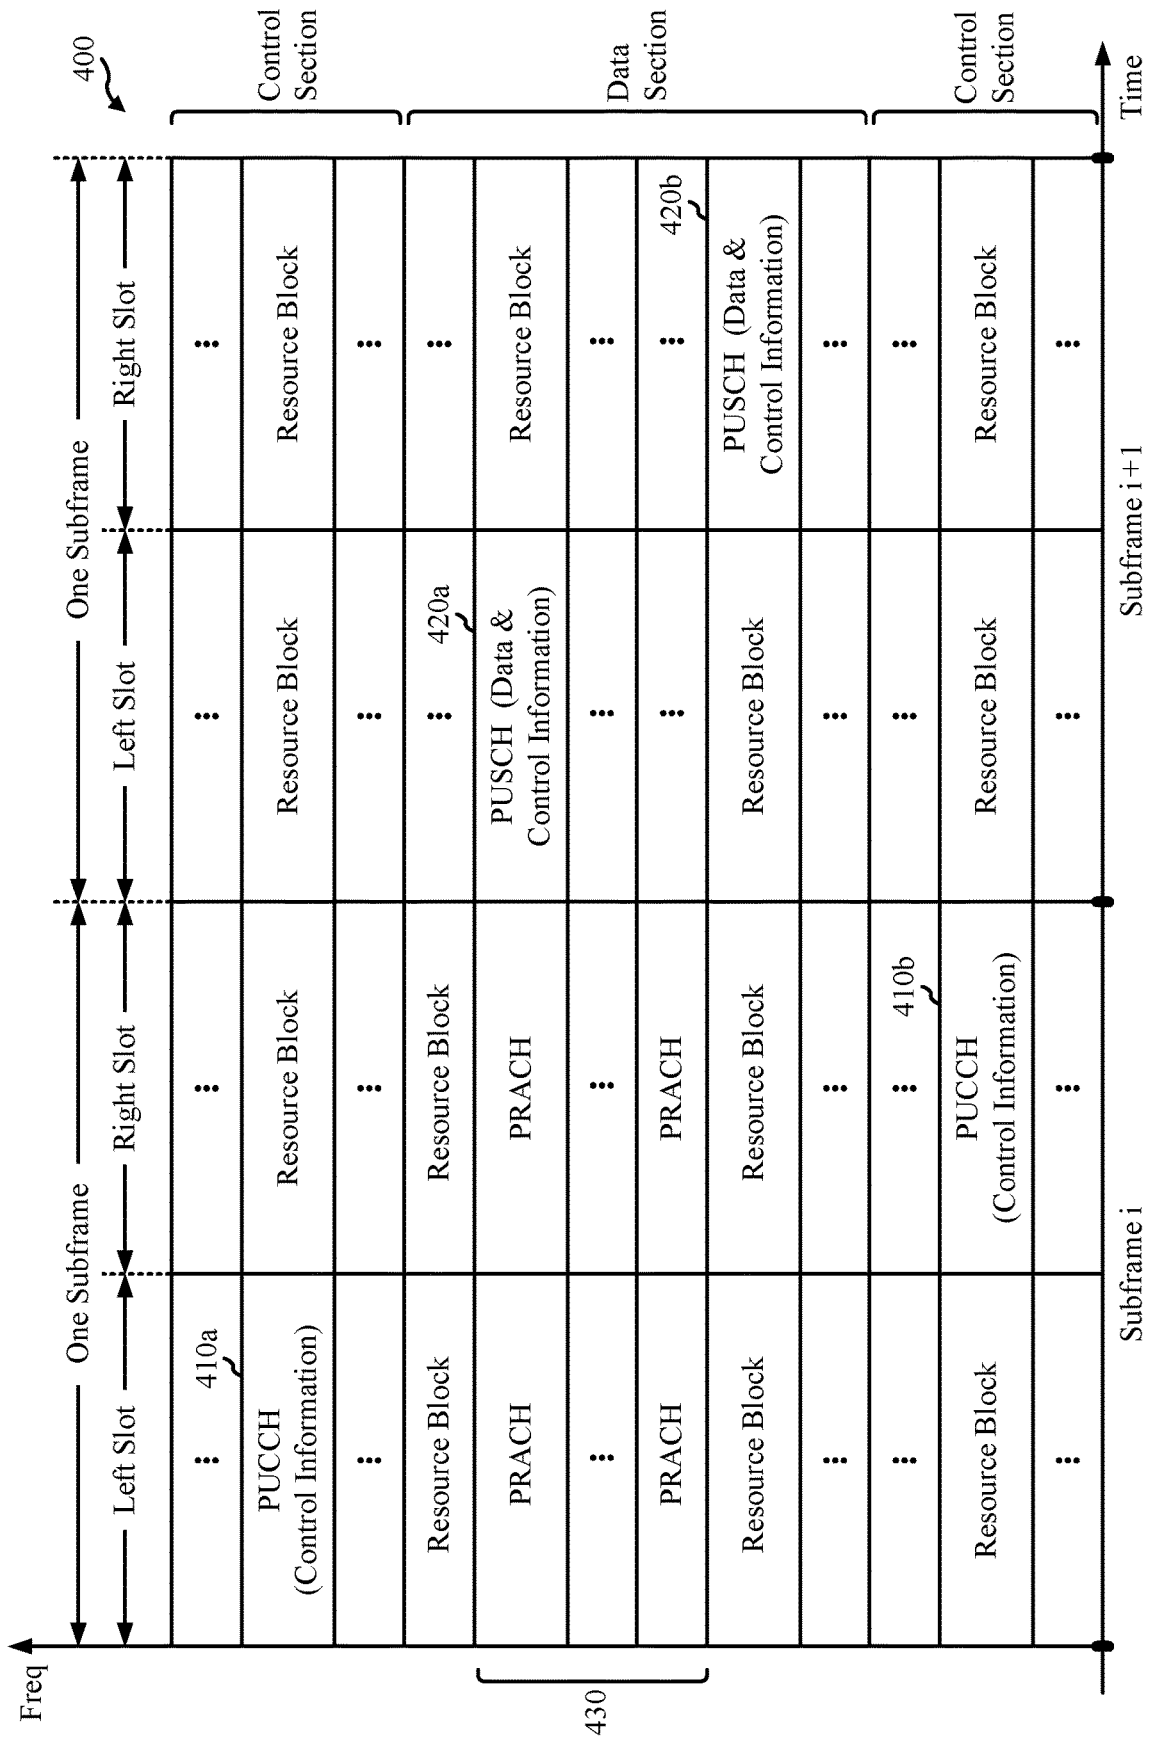 400
Freq
One Subframe
One Subframe
Left Slot
Right Slot
Left Slot
Right Slot
...
410a
...
...
...
Control
Section
PUCCH
(Control Information)
Resource Block
Resource Block
Resource Block
...
...
...
...
Resource Block
Resource Block
...
420a
...
Data
Section
430
PRACH
PRACH
PUSCH (Data &
Control Information)
Resource Block
...
...
...
...
PRACH
PRACH
...
...
420b
Resource Block
Resource Block
Resource Block
PUSCH (Data &
Control Information)
...
...
...
...
...
...
410b
...
...
Control
Section
Resource Block
PUCCH
(Control Information)
Resource Block
Resource Block
...
...
...
...
Subframe i
Subframe i+1
Time